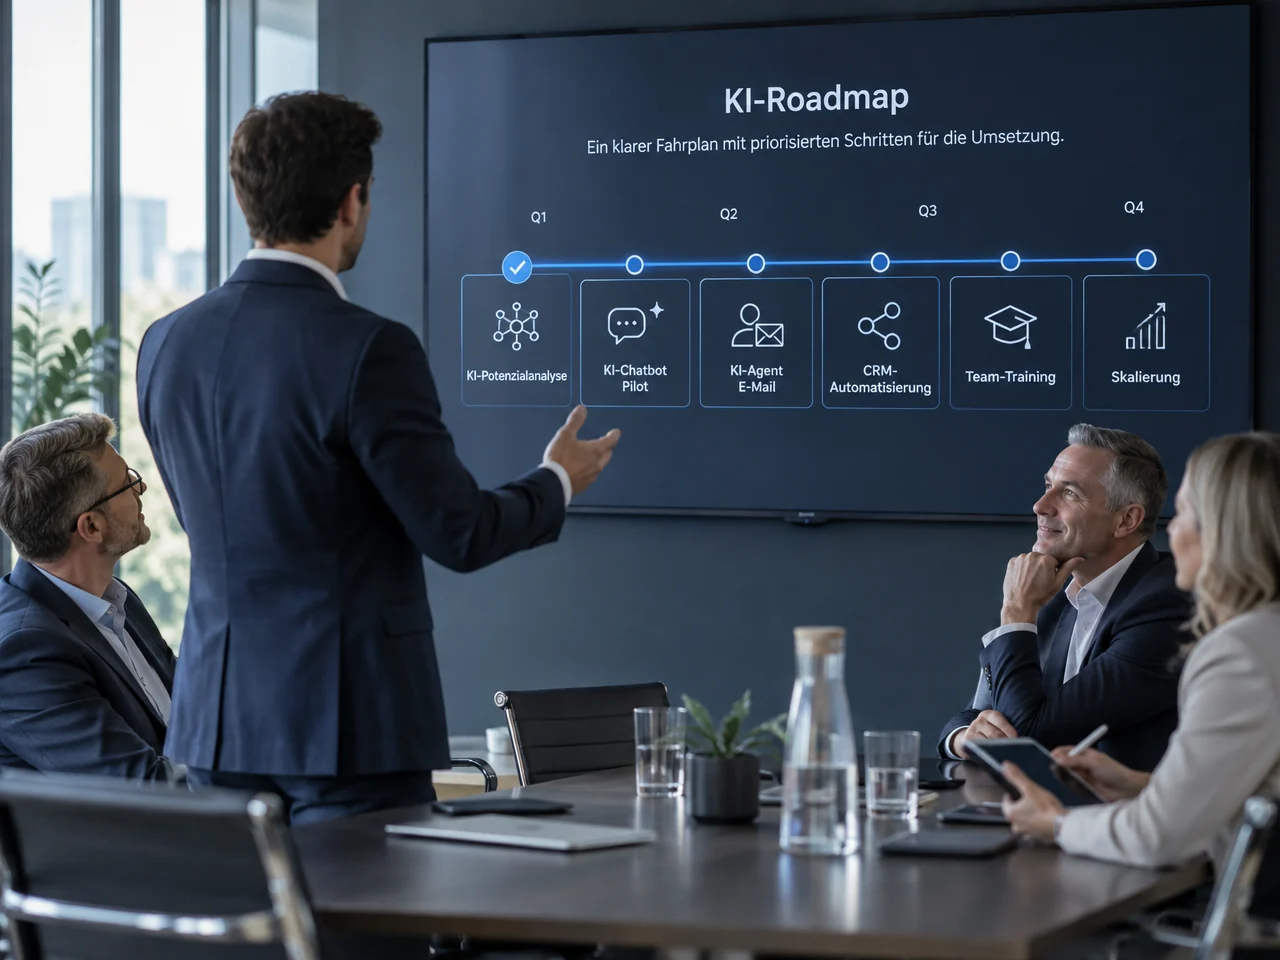 KI-Roadmap
Ein klarer Fahrplan mit priorisierten Schritten für die Umsetzung.
Q1
Q2
Q3
Q4
KI-Potenzialanalyse
KI-Chatbot
Pilot
KI-Agent
E-Mail
CRM-
Automatisierung
Team-Training
Skalierung